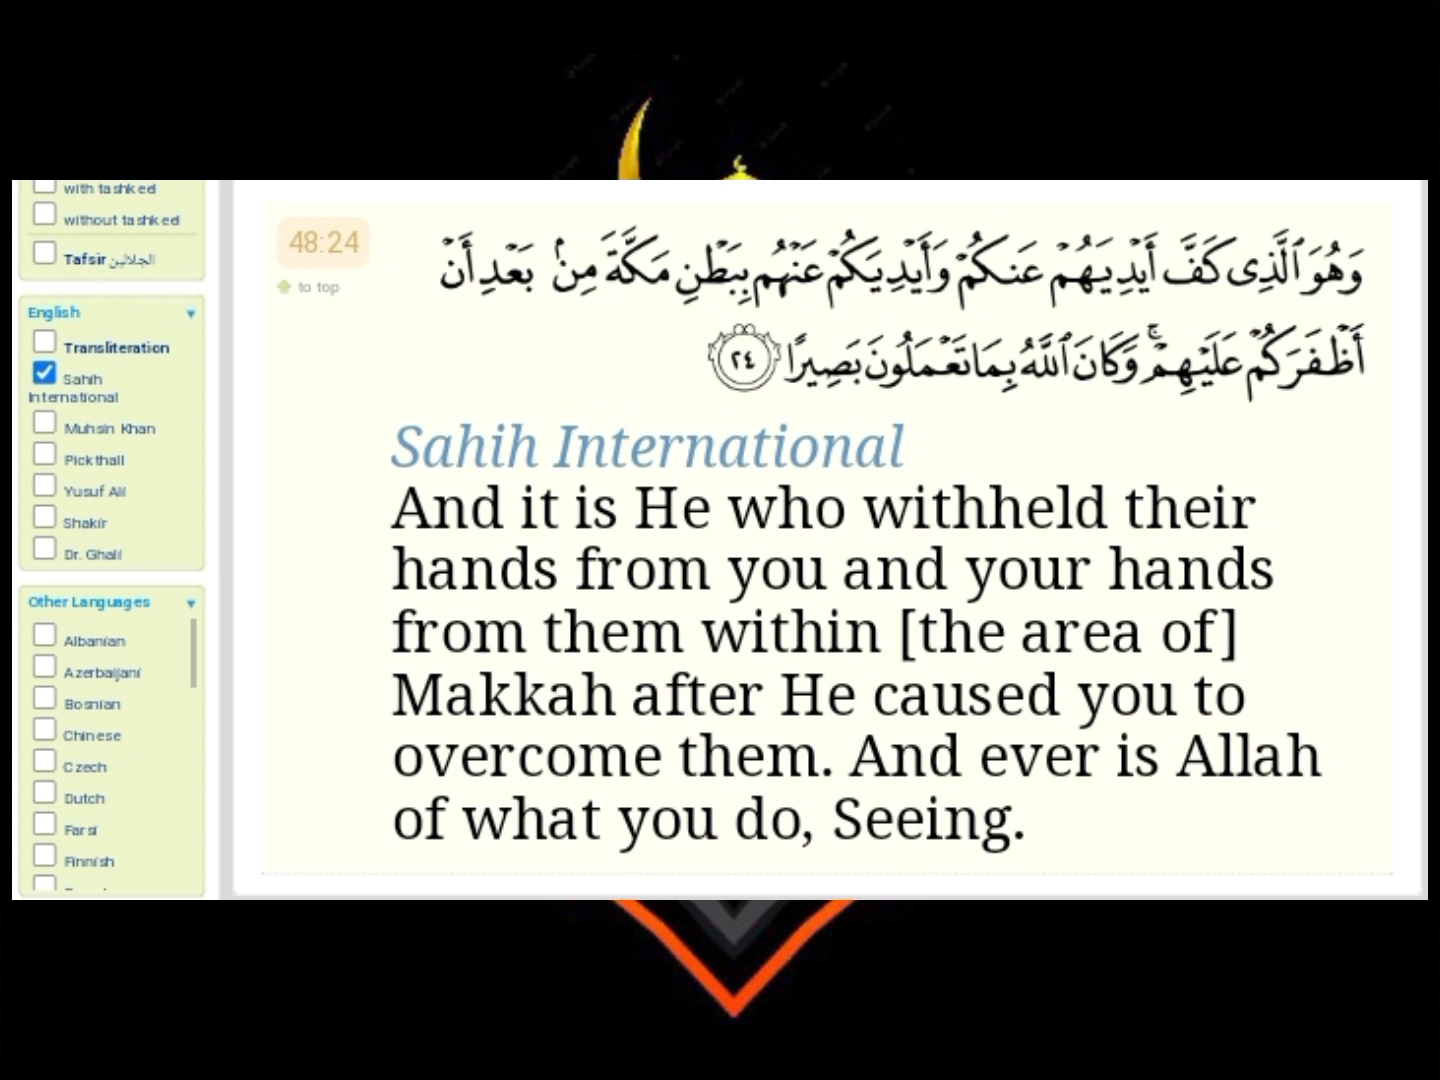 with tashkeel
without tashkeel
Tafsir الجلالين
English
Transliteration
Sahih
International
Muhsin Khan
Pickthall
Yusuf Ali
Shakir
Dr. Ghali
Other Languages
Albanian
Azerbaijani
Bosnian
Chinese
Czech
Dutch
Farsi
Finnish
48:24
to top
وَهُوَ ٱلَّذِى كَفَّ أَيْدِيَهُمْ عَنكُمْ وَأَيْدِيَكُمْ عَنْهُم بِبَطْنِ مَكَّةَ مِنۢ بَعْدِ أَنْ
أَظْفَرَكُمْ عَلَيْهِمْ ۚ وَكَانَ ٱللَّهُ بِمَا تَعْمَلُونَ بَصِيرًا ٢٤
Sahih International
And it is He who withheld their
hands from you and your hands
from them within [the area of]
Makkah after He caused you to
overcome them. And ever is Allah
of what you do, Seeing.